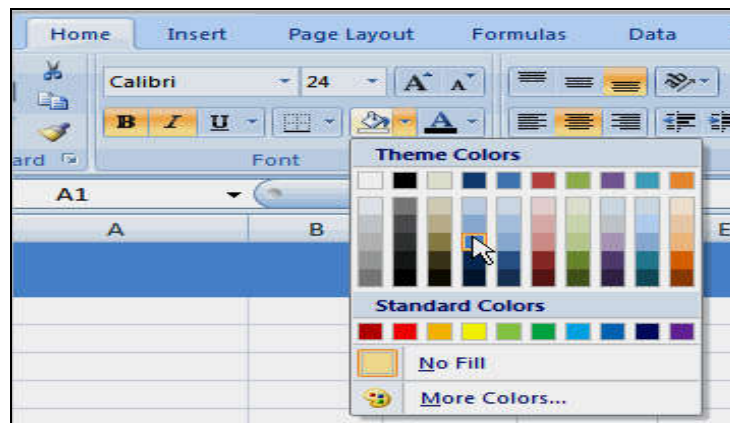 Home Insert Page Layout Formulas Data
Calibri 24 A A
B I U A
ard Font
Theme Colors
A1
A B E
Standard Colors
No Fill
More Colors...